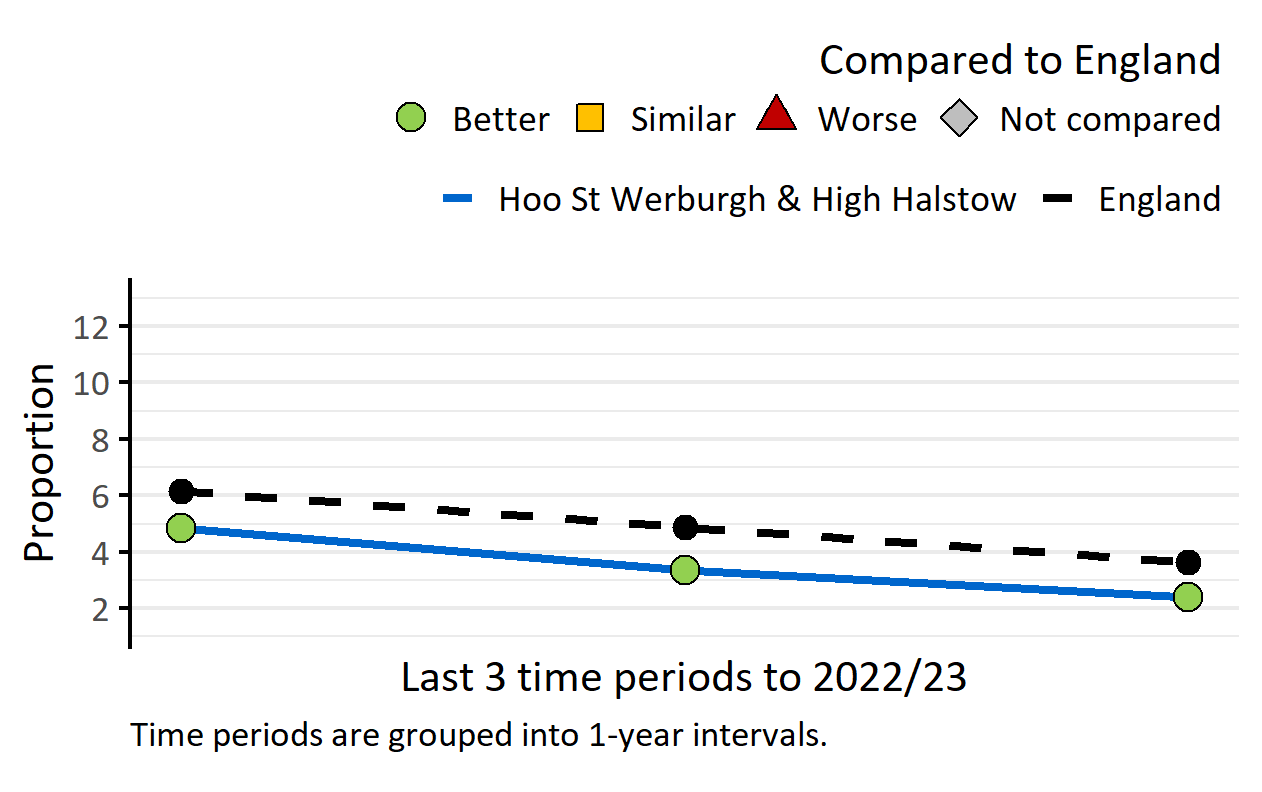 Compared to England
Better Similar Worse Not compared
Hoo St Werburgh & High Halstow England
Proportion
12
10
8
6
4
2
Last 3 time periods to 2022/23
Time periods are grouped into 1-year intervals.